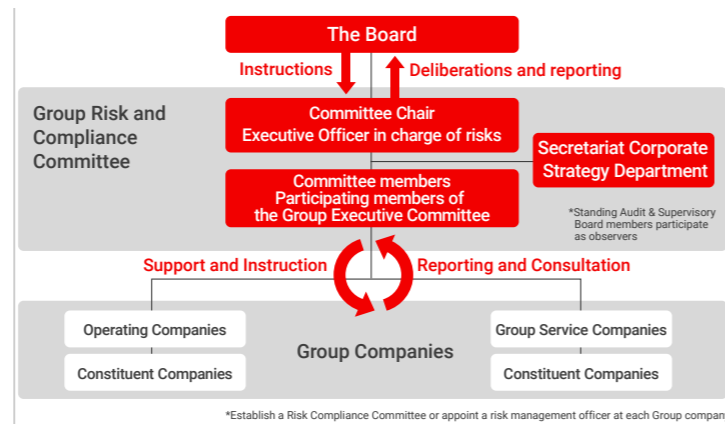 The Board
Instructions
Deliberations and reporting
Group Risk and
Compliance
Committee
Committee Chair
Executive Officer in charge of risks
Secretariat Corporate
Strategy Department
Committee members
Participating members of
the Group Executive Committee
*Standing Audit & Supervisory
Board members participate
as observers
Support and Instruction
Reporting and Consultation
Operating Companies
Group Service Companies
Group Companies
Constituent Companies
Constituent Companies
*Establish a Risk Compliance Committee or appoint a risk management officer at each Group compan